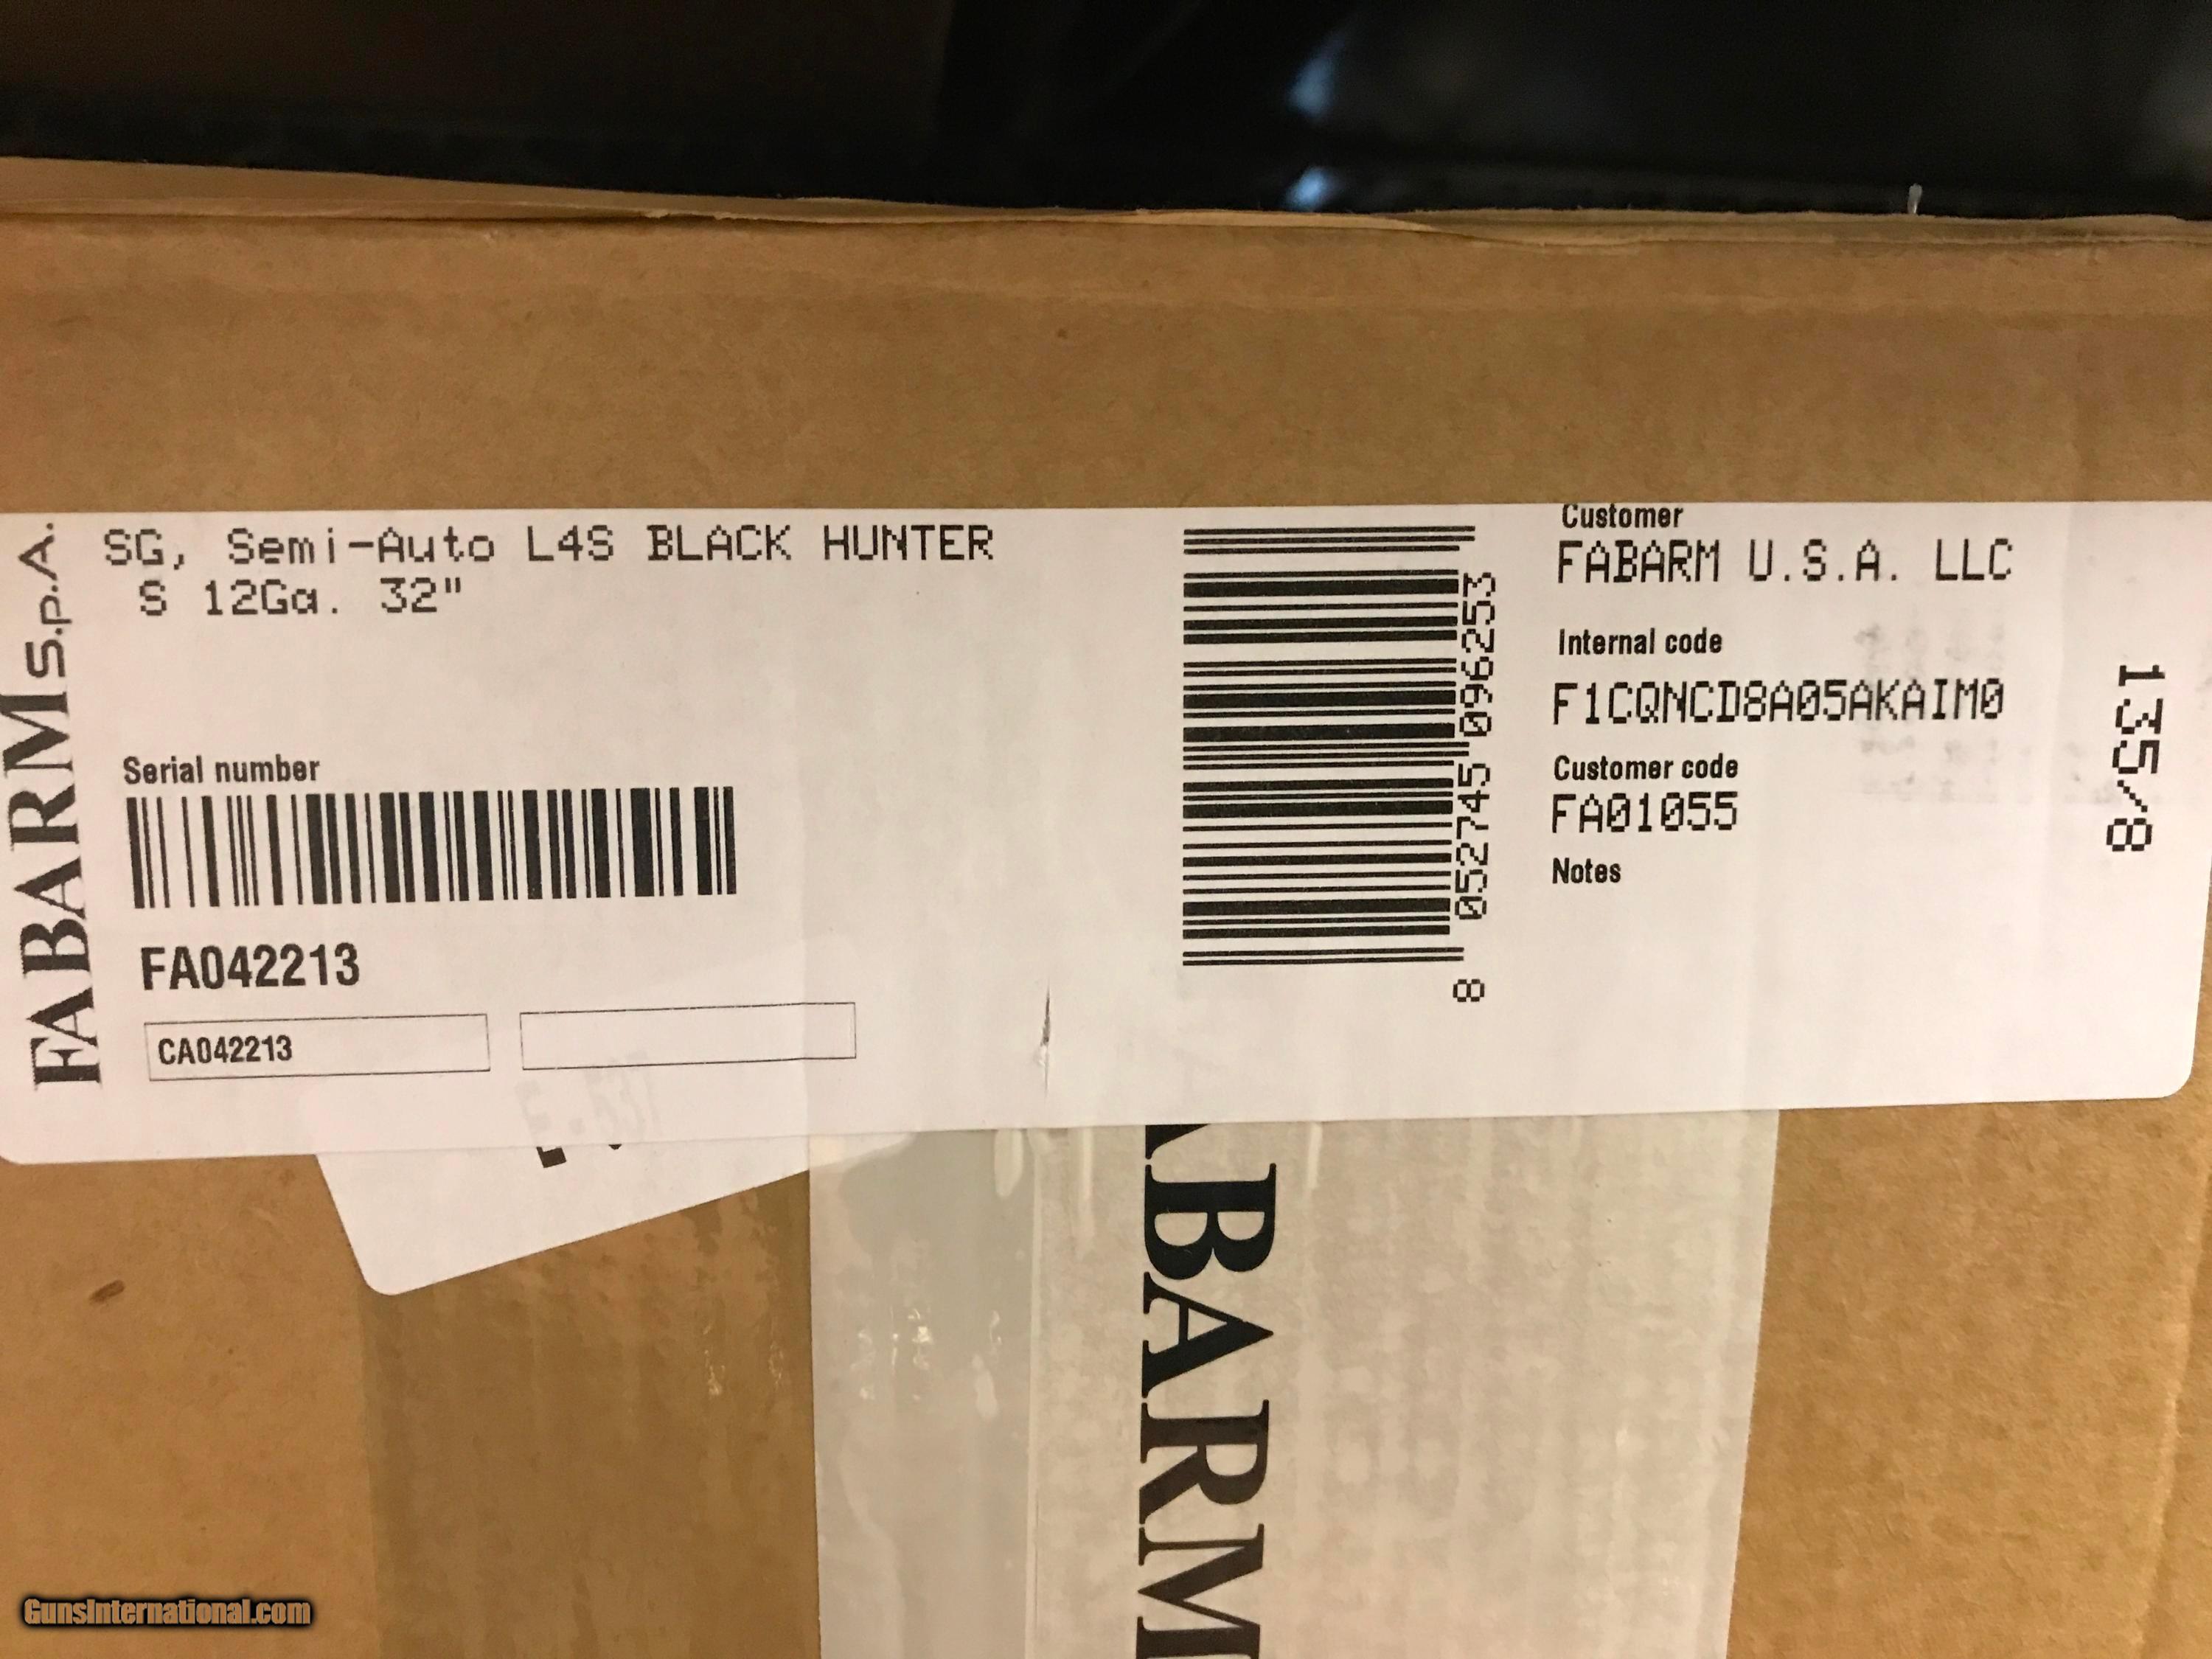 FABARM S.p.A.
SG, Semi-Auto L4S BLACK HUNTER
S 12Ga. 32"
Serial number
FA042213
CA042213
8 052745 096253
Customer
FABARM U.S.A. LLC
Internal code
F1CQNCD8A05AKAIM0
Customer code
FA01055
Notes
135/8
ABARM
GunsInternational.com